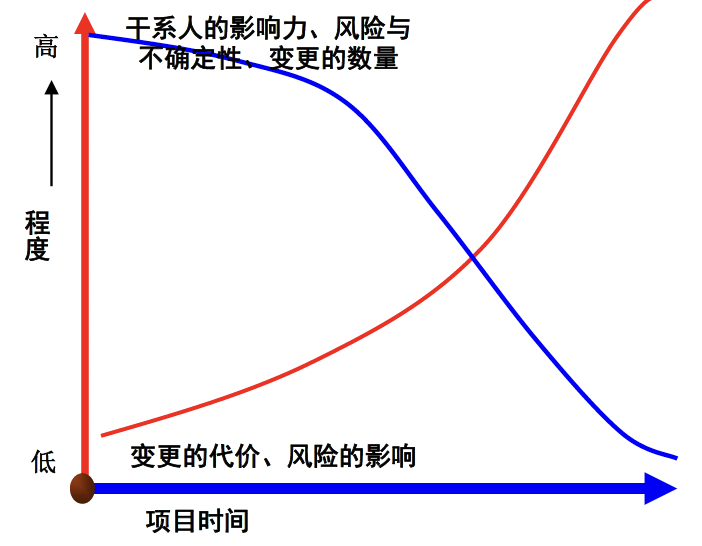 干系人的影响力、风险与
不确定性、变更的数量
高
程
度
低
变更的代价、风险的影响
项目时间